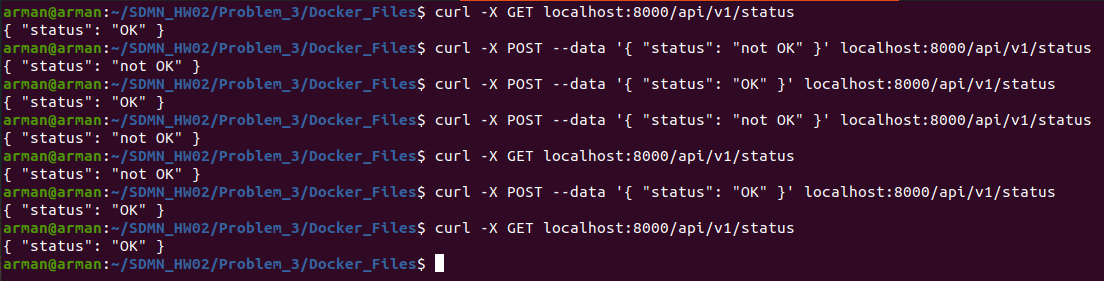 arman@arman:~/SDMN_HW02/Problem_3/Docker_Files$ curl -X GET localhost:8000/api/v1/status
{ "status": "OK" }
arman@arman:~/SDMN_HW02/Problem_3/Docker_Files$ curl -X POST --data '{ "status": "not OK" }' localhost:8000/api/v1/status
{ "status": "not OK" }
arman@arman:~/SDMN_HW02/Problem_3/Docker_Files$ curl -X POST --data '{ "status": "OK" }' localhost:8000/api/v1/status
{ "status": "OK" }
arman@arman:~/SDMN_HW02/Problem_3/Docker_Files$ curl -X POST --data '{ "status": "not OK" }' localhost:8000/api/v1/status
{ "status": "not OK" }
arman@arman:~/SDMN_HW02/Problem_3/Docker_Files$ curl -X GET localhost:8000/api/v1/status
{ "status": "not OK" }
arman@arman:~/SDMN_HW02/Problem_3/Docker_Files$ curl -X POST --data '{ "status": "OK" }' localhost:8000/api/v1/status
{ "status": "OK" }
arman@arman:~/SDMN_HW02/Problem_3/Docker_Files$ curl -X GET localhost:8000/api/v1/status
{ "status": "OK" }
arman@arman:~/SDMN_HW02/Problem_3/Docker_Files$